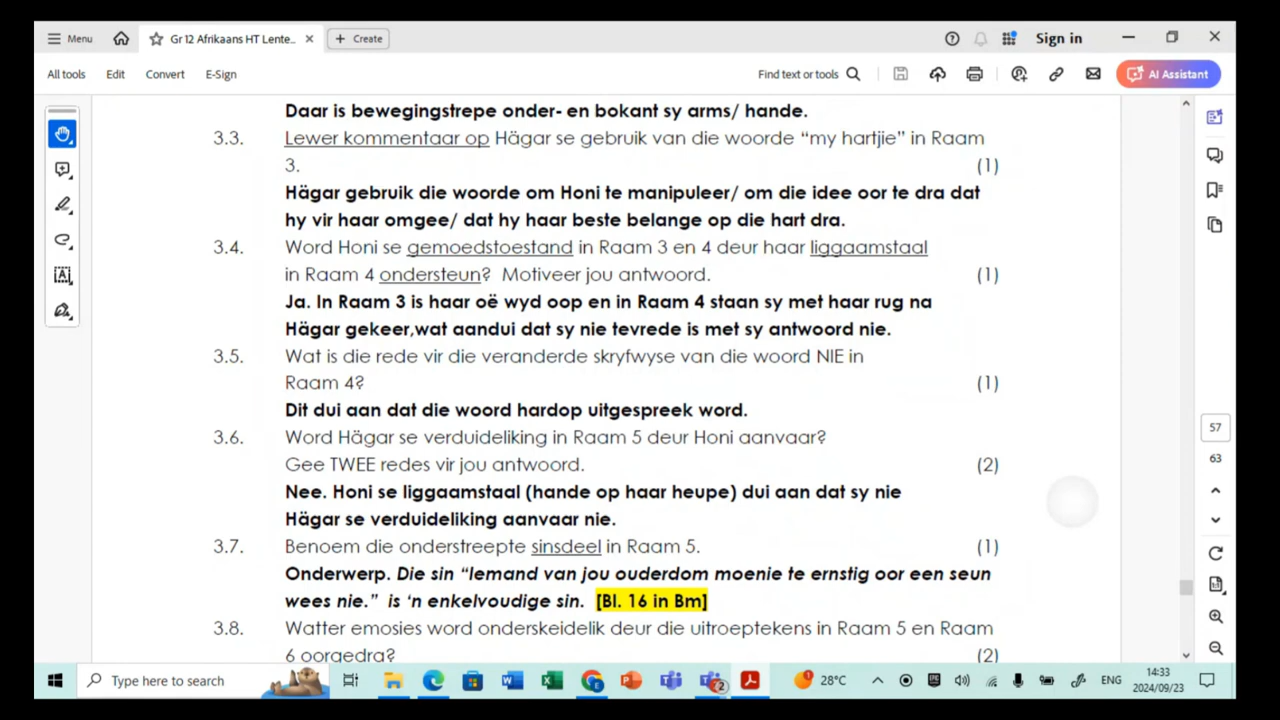 Menu
Gr 12 Afrikaans HT Lente...
Create
Sign in
All tools
Edit
Convert
E-Sign
Find text or tools
AI Assistant
Daar is bewegingstrepe onder- en bokant sy arms/ hande.
3.3. Lewer kommentaar op Hägar se gebruik van die woorde “my hartjie” in Raam
3. (1)
Hägar gebruik die woorde om Honi te manipuleer/ om die idee oor te dra dat
hy vir haar omgee/ dat hy haar beste belange op die hart dra.
3.4. Word Honi se gemoedstoestand in Raam 3 en 4 deur haar liggaamstaal
in Raam 4 ondersteun? Motiveer jou antwoord. (1)
Ja. In Raam 3 is haar oë wyd oop en in Raam 4 staan sy met haar rug na
Hägar gekeer,wat aandui dat sy nie tevrede is met sy antwoord nie.
3.5. Wat is die rede vir die veranderde skryfwyse van die woord NIE in
Raam 4? (1)
Dit dui aan dat die woord hardop uitgespreek word.
3.6. Word Hägar se verduideliking in Raam 5 deur Honi aanvaar?
Gee TWEE redes vir jou antwoord. (2)
Nee. Honi se liggaamstaal (hande op haar heupe) dui aan dat sy nie
Hägar se verduideliking aanvaar nie.
3.7. Benoem die onderstreepte sinsdeel in Raam 5. (1)
Onderwerp. Die sin “Iemand van jou ouderdom moenie te ernstig oor een seun
wees nie.” is ‘n enkelvoudige sin. [Bl. 16 in Bm]
3.8. Watter emosies word onderskeidelik deur die uitroeptekens in Raam 5 en Raam
6 oorgedra? (2)
57
63
Type here to search
28°C
ENG
14:33
2024/09/23